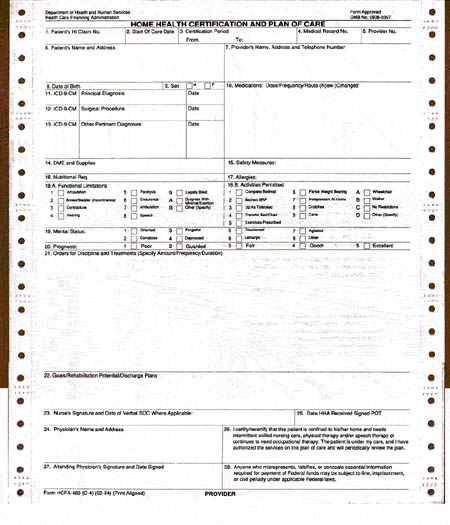 Department of Health and Human Services
Health Care Financing Administration
Form Approved
OMB No. 0938-0357
HOME HEALTH CERTIFICATION AND PLAN OF CARE
1. Patient's HI Claim No.
2. Start Of Care Date
3. Certification Period
From To:
4. Medical Record No.
5. Provider No.
6. Patient's Name and Address
7. Provider's Name, Address and Telephone Number
8. Date of Birth
9. Sex M F
10. Medications: Dose/Frequency/Route (N)ew (C)hanged
11. ICD-9-CM Principal Diagnosis Date
12. ICD-9-CM Surgical Procedure Date
13. ICD-9-CM Other Pertinent Diagnoses Date
14. DME and Supplies
15. Safety Measures:
16. Nutritional Req.
17. Allergies:
18.A. Functional Limitations
1 Amputation
2 Bowel/Bladder (Incontinence)
3 Contracture
4 Hearing
5 Paralysis
6 Endurance
7 Ambulation
8 Speech
9 Legally Blind
A Dyspnea With Minimal Exertion
B Other (Specify)
18.B. Activities Permitted
1 Complete Bedrest
2 Bedrest BRP
3 Up As Tolerated
4 Transfer Bed/Chair
5 Exercises Prescribed
6 Partial Weight Bearing
7 Independent At Home
8 Crutches
9 Cane
A Wheelchair
B Walker
C No Restrictions
D Other (Specify)
19. Mental Status:
1 Oriented
2 Comatose
3 Forgetful
4 Depressed
5 Disoriented
6 Lethargic
7 Agitated
8 Other
20. Prognosis:
1 Poor
2 Guarded
3 Fair
4 Good
5 Excellent
21. Orders for Discipline and Treatments (Specify Amount/Frequency/Duration)
22. Goals/Rehabilitation Potential/Discharge Plans
23. Nurse's Signature and Date of Verbal SOC Where Applicable:
25. Date HHA Received Signed POT
24. Physician's Name and Address
26. I certify/recertify that this patient is confined to his/her home and needs
intermittent skilled nursing care, physical therapy and/or speech therapy or
continues to need occupational therapy. The patient is under my care, and I have
authorized the services on this plan of care and will periodically review the plan.
27. Attending Physician's Signature and Date Signed
28. Anyone who misrepresents, falsifies, or conceals essential information
required for payment of Federal funds may be subject to fine, imprisonment,
or civil penalty under applicable Federal laws.
Form HCFA-485 (C-4) (02-94) (Print Aligned)
PROVIDER